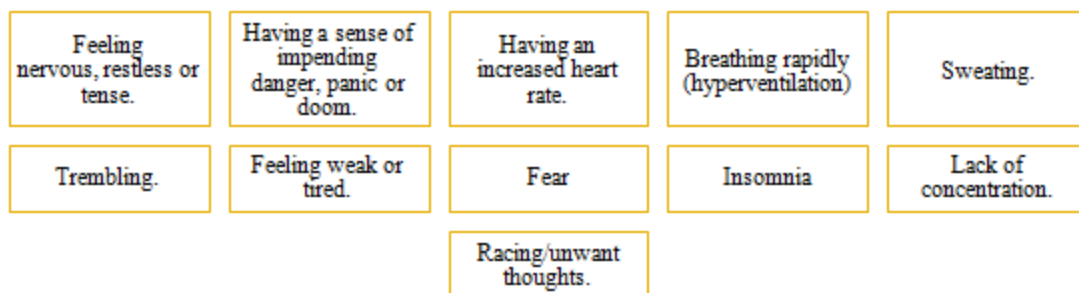 Feeling
nervous, restless or
tense.
Having a sense of
impending
danger, panic or
doom.
Having an
increased heart
rate.
Breathing rapidly
(hyperventilation)
Sweating.
Trembling.
Feeling weak or
tired.
Fear
Insomnia
Lack of
concentration.
Racing/unwant
thoughts.